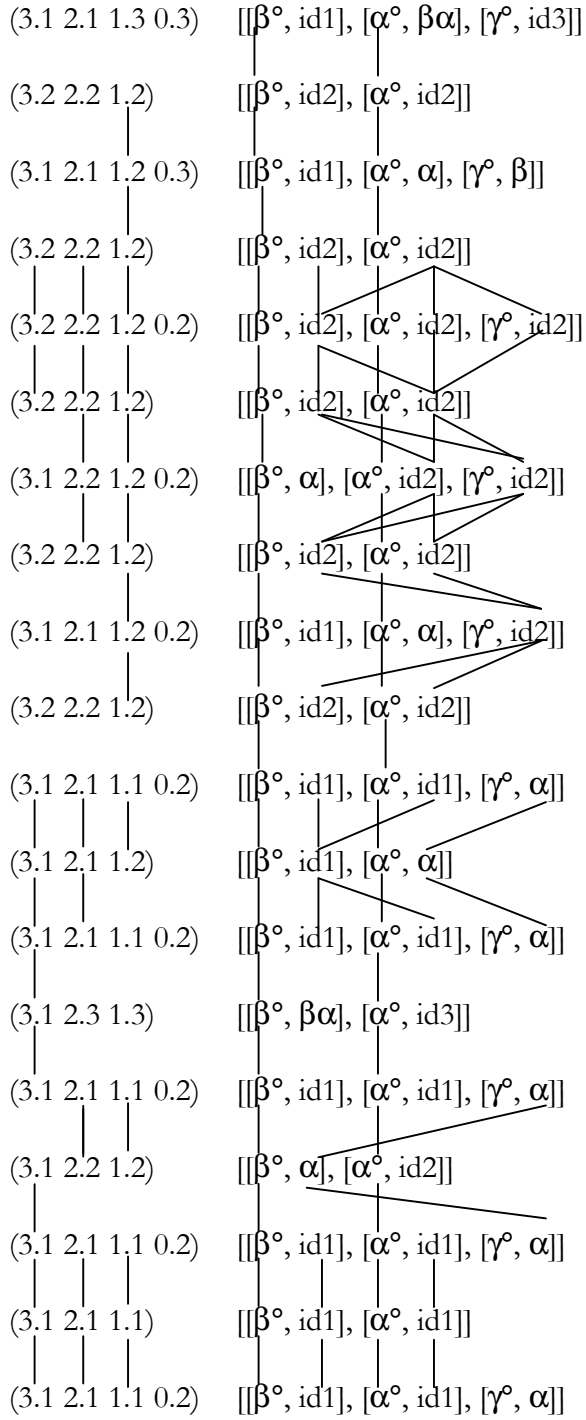 (3.1 2.1 1.3 0.3) [[β°, id1], [α°, βα], [γ°, id3]]
(3.2 2.2 1.2) [[β°, id2], [α°, id2]]
(3.1 2.1 1.2 0.3) [[β°, id1], [α°, α], [γ°, β]]
(3.2 2.2 1.2) [[β°, id2], [α°, id2]]
(3.2 2.2 1.2 0.2) [[β°, id2], [α°, id2], [γ°, id2]]
(3.2 2.2 1.2) [[β°, id2], [α°, id2]]
(3.1 2.2 1.2 0.2) [[β°, α], [α°, id2], [γ°, id2]]
(3.2 2.2 1.2) [[β°, id2], [α°, id2]]
(3.1 2.1 1.2 0.2) [[β°, id1], [α°, α], [γ°, id2]]
(3.2 2.2 1.2) [[β°, id2], [α°, id2]]
(3.1 2.1 1.1 0.2) [[β°, id1], [α°, id1], [γ°, α]]
(3.1 2.1 1.2) [[β°, id1], [α°, α]]
(3.1 2.1 1.1 0.2) [[β°, id1], [α°, id1], [γ°, α]]
(3.1 2.3 1.3) [[β°, βα], [α°, id3]]
(3.1 2.1 1.1 0.2) [[β°, id1], [α°, id1], [γ°, α]]
(3.1 2.2 1.2) [[β°, α], [α°, id2]]
(3.1 2.1 1.1 0.2) [[β°, id1], [α°, id1], [γ°, α]]
(3.1 2.1 1.1) [[β°, id1], [α°, id1]]
(3.1 2.1 1.1 0.2) [[β°, id1], [α°, id1], [γ°, α]]